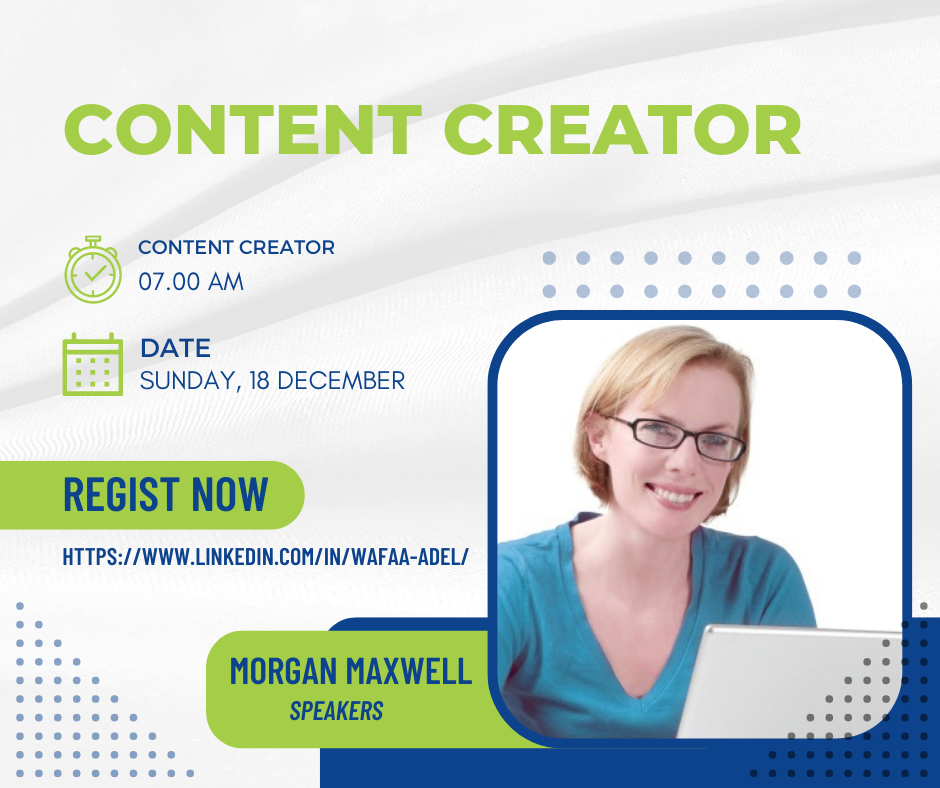 CONTENT CREATOR
CONTENT CREATOR
07.00 AM
DATE
SUNDAY, 18 DECEMBER
REGIST NOW
HTTPS://WWW.LINKEDIN.COM/IN/WAFAA-ADEL/
MORGAN MAXWELL
SPEAKERS